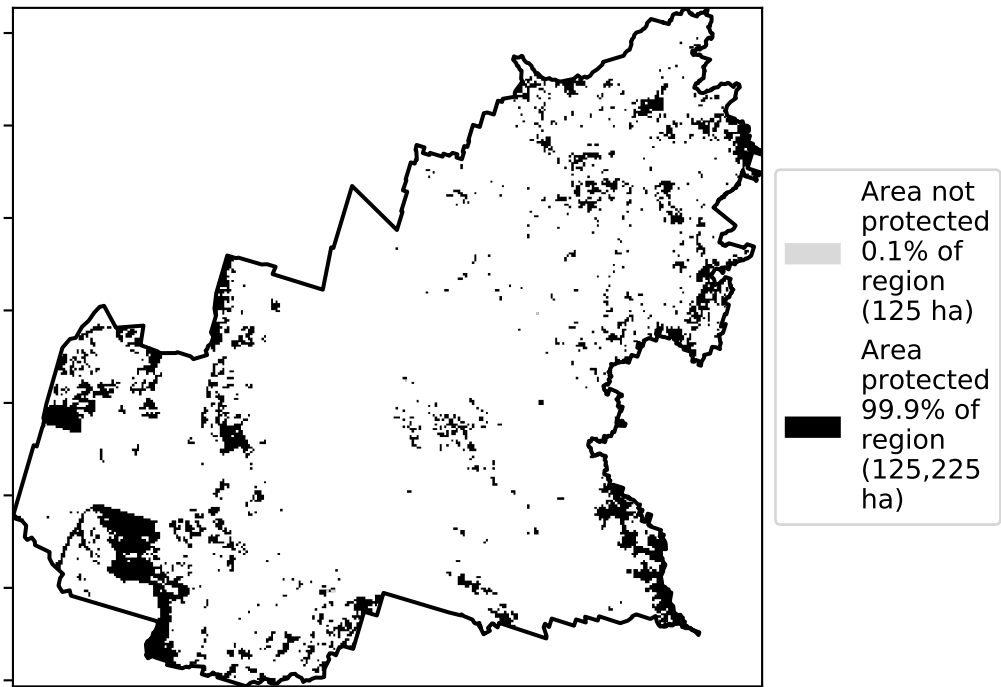 Area not
protected
0.1% of
region
(125 ha)
Area
protected
99.9% of
region
(125,225
ha)